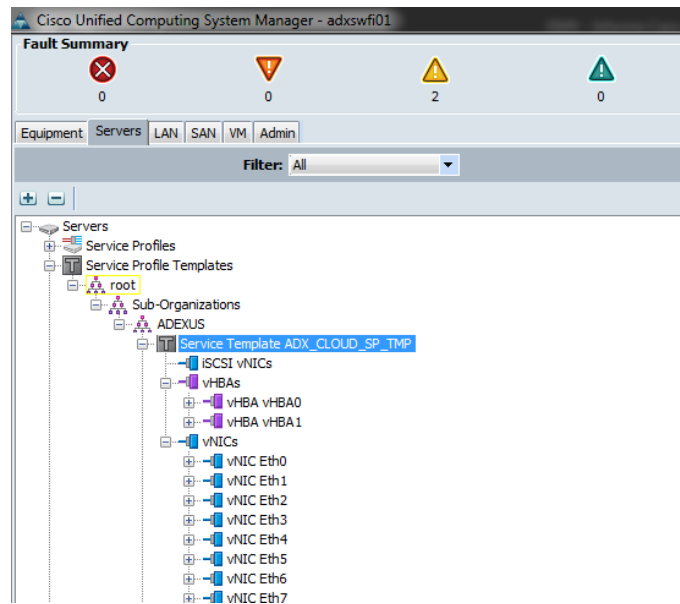 Cisco Unified Computing System Manager - adxswfi01
Fault Summary
0 0 2 0
Equipment Servers LAN SAN VM Admin
Filter: All
Servers
Service Profiles
Service Profile Templates
root
Sub-Organizations
ADEXUS
Service Template ADX_CLOUD_SP_TMP
iSCSI vNICs
vHBAs
vHBA vHBA0
vHBA vHBA1
vNICs
vNIC Eth0
vNIC Eth1
vNIC Eth2
vNIC Eth3
vNIC Eth4
vNIC Eth5
vNIC Eth6
vNIC Eth7